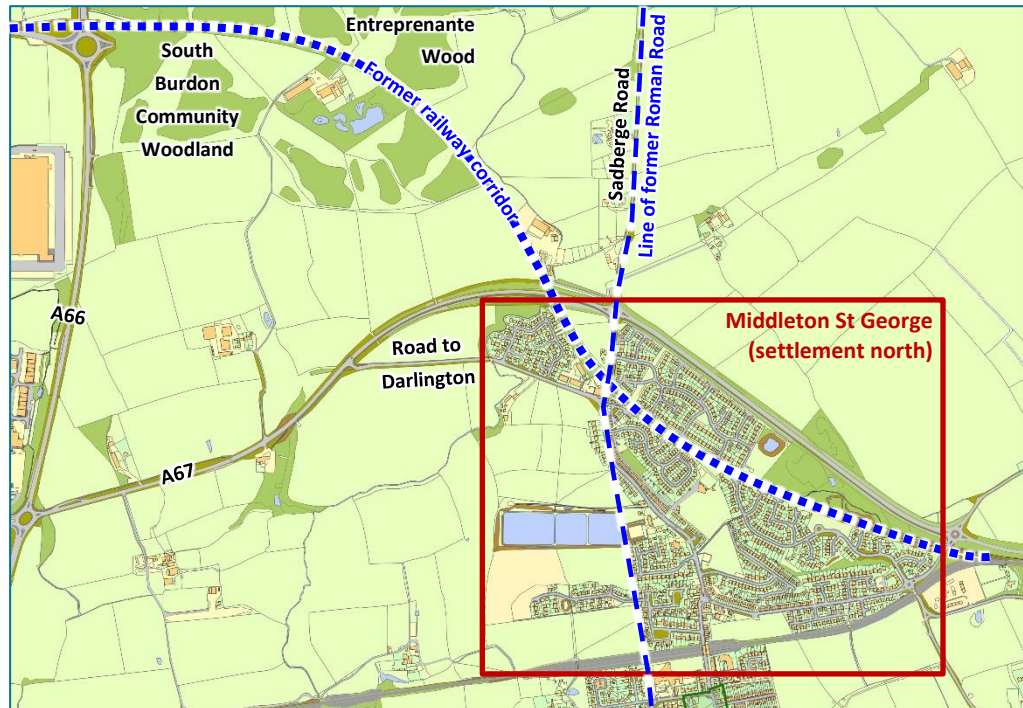 Entreprenante
Wood
South
Burdon
Community
Woodland
Former railway corridor
Sadberge Road
Line of former Roman Road
A66
Road to
Darlington
A67
Middleton St George
(settlement north)